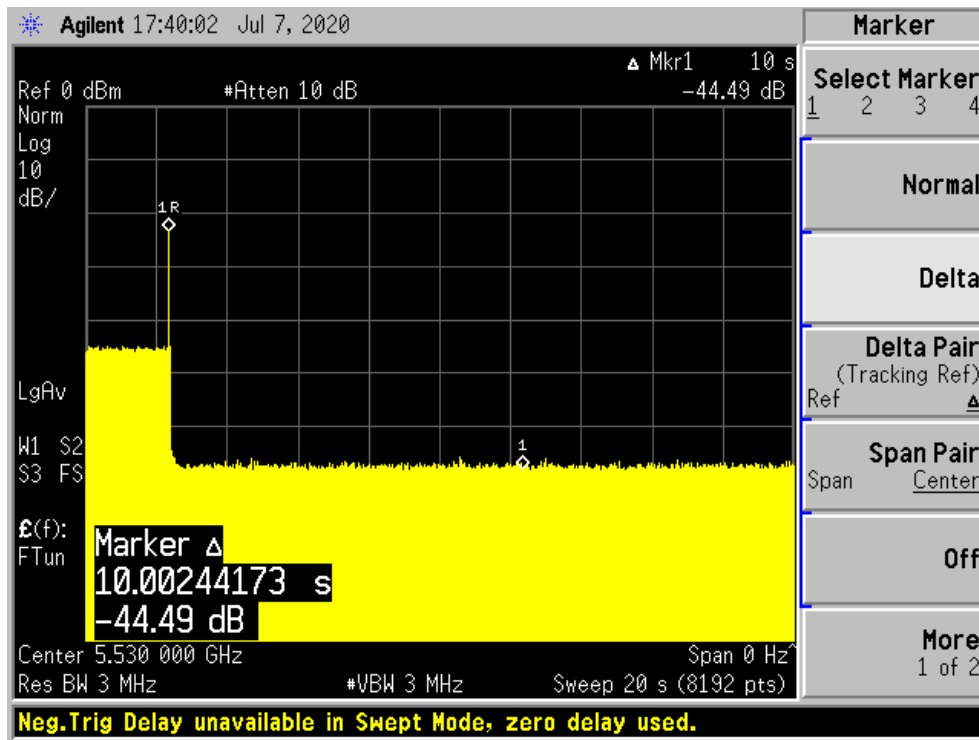 Agilent 17:40:02 Jul 7, 2020
Marker
Δ Mkr1 10 s
Ref 0 dBm #Atten 10 dB -44.49 dB
Norm
Log
10
dB/
1R
LgAv
1
W1 S2
S3 FS
£(f):
FTun
Marker Δ
10.00244173 s
-44.49 dB
Center 5.530 000 GHz Span 0 Hz^
Res BW 3 MHz #VBW 3 MHz Sweep 20 s (8192 pts)
Neg.Trig Delay unavailable in Swept Mode, zero delay used.
Select Marker
1 2 3 4
Normal
Delta
Delta Pair
(Tracking Ref)
Ref Δ
Span Pair
Span Center
Off
More
1 of 2